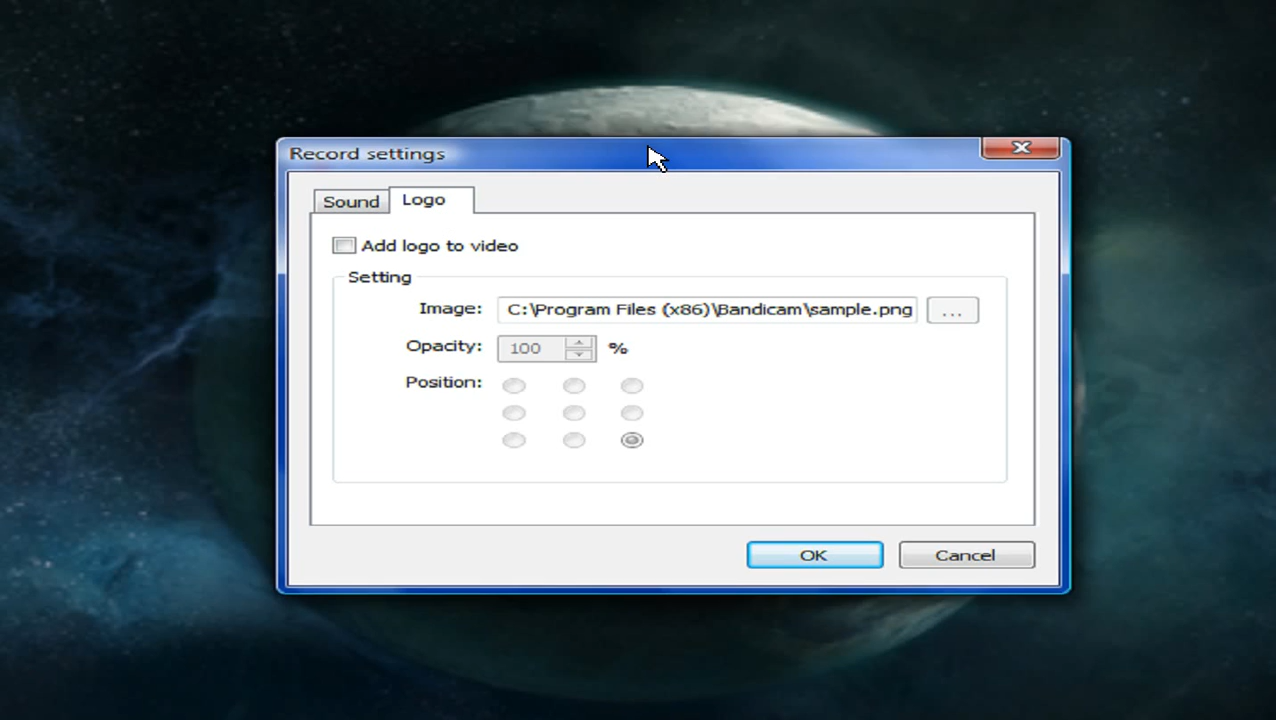 Record settings
Sound Logo
Add logo to video
Setting
Image: C:\Program Files (x86)\Bandicam\sample.png ...
Opacity: 100 %
Position:
OK Cancel